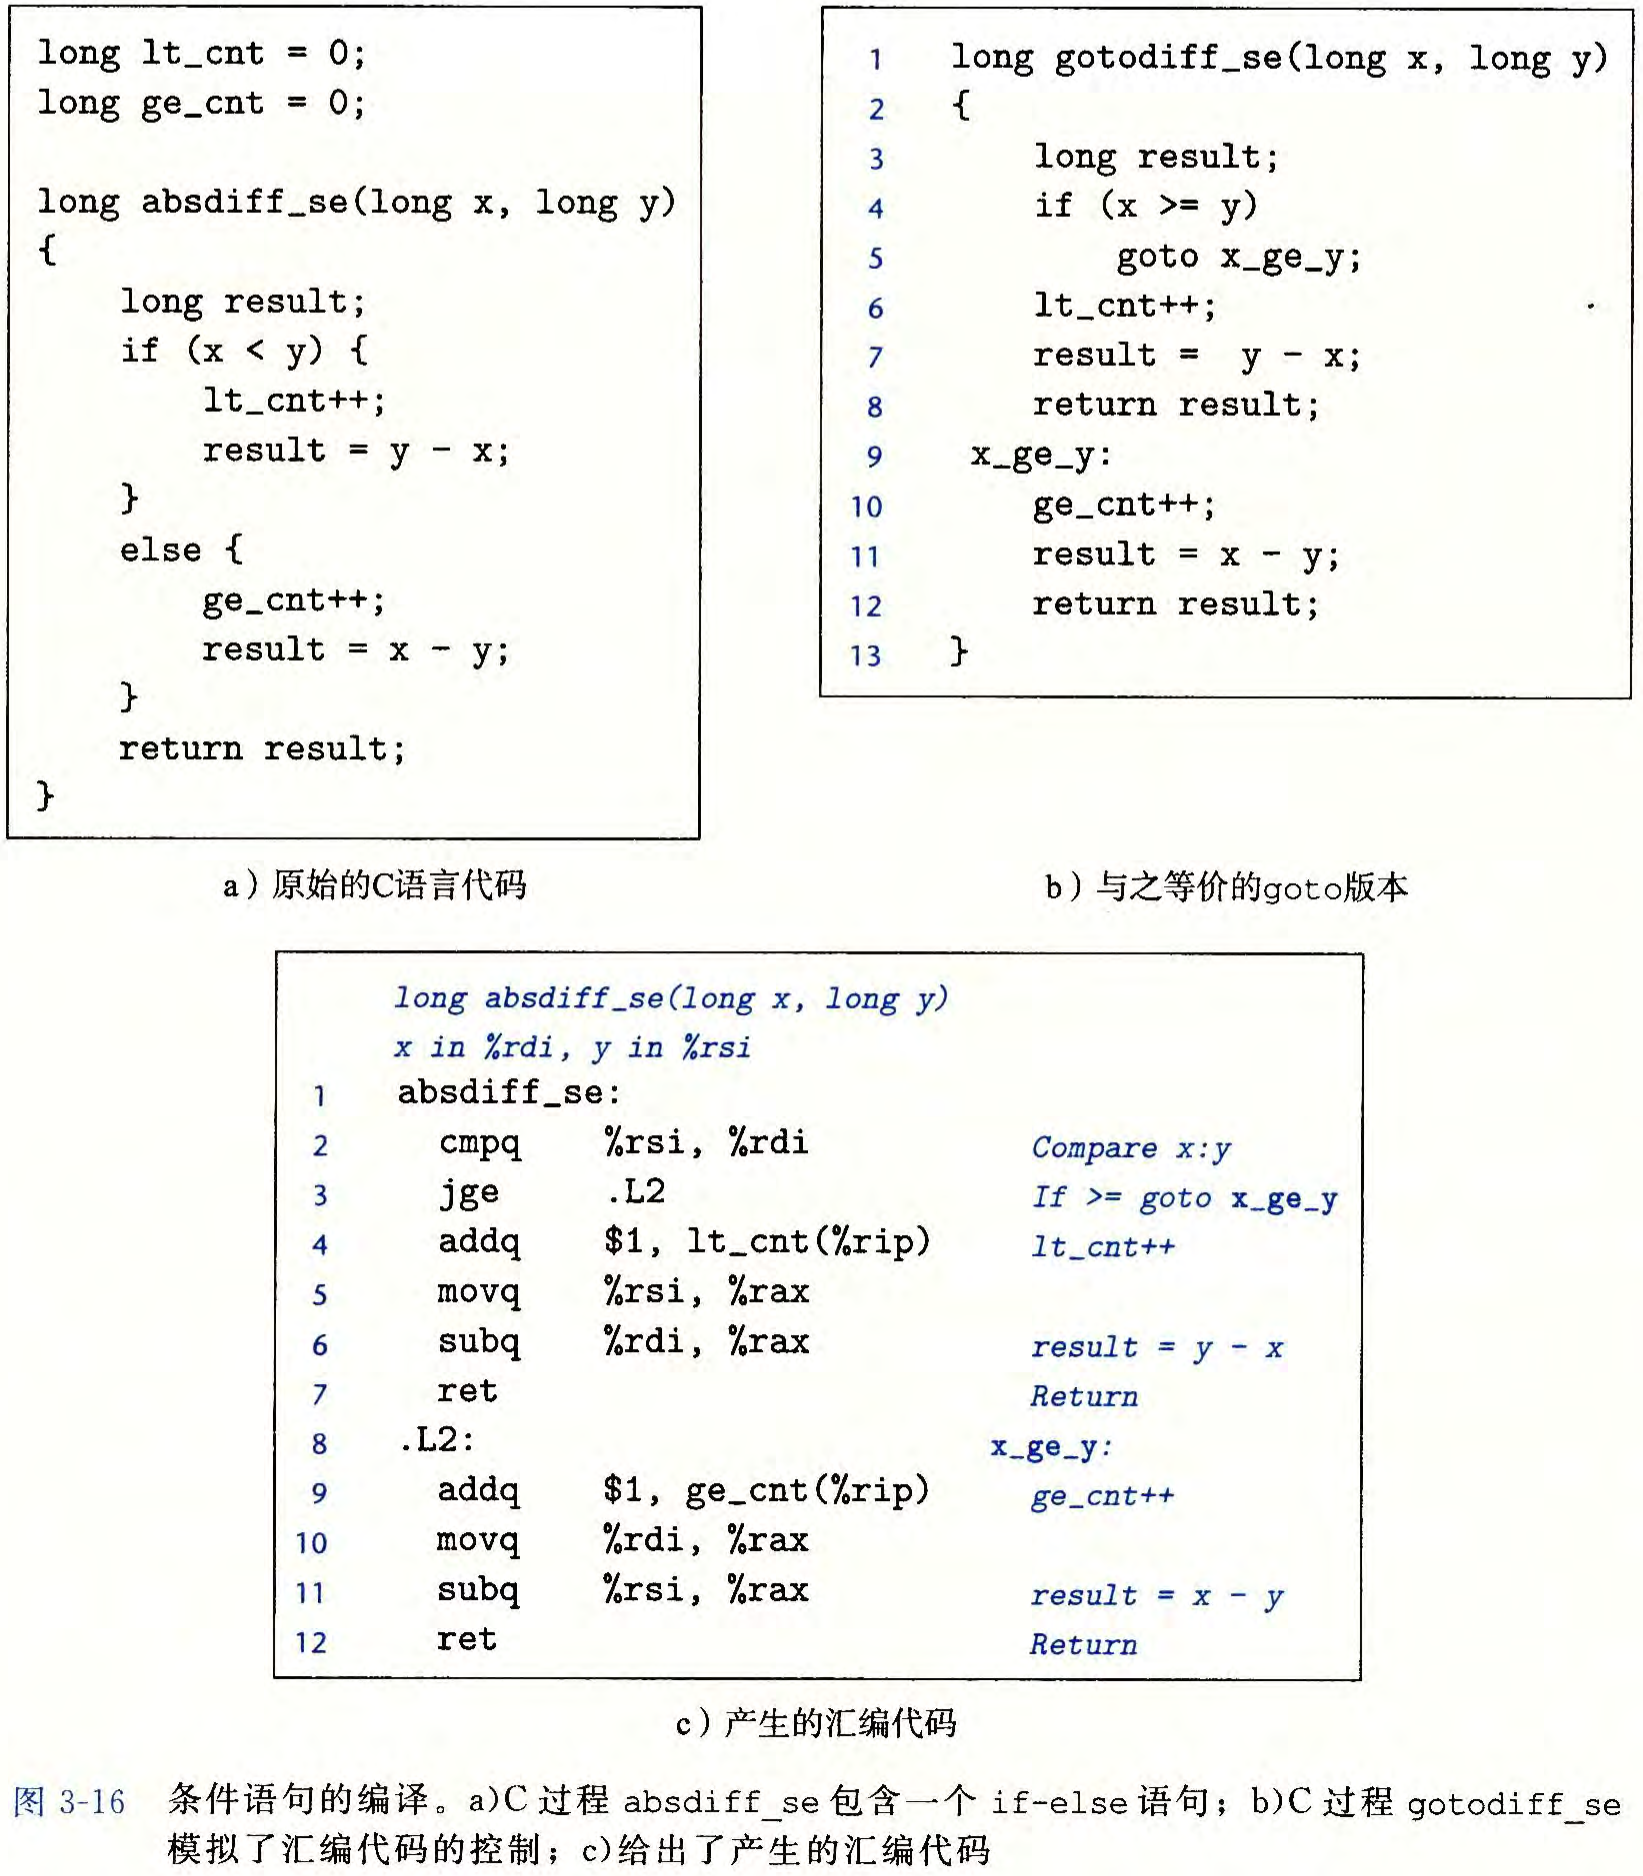 long lt_cnt = 0;
long ge_cnt = 0;
long absdiff_se(long x, long y)
{
    long result;
    if (x < y) {
        lt_cnt++;
        result = y - x;
    }
    else {
        ge_cnt++;
        result = x - y;
    }
    return result;
}
a）原始的C语言代码
1 long gotodiff_se(long x, long y)
2 {
3     long result;
4     if (x >= y)
5         goto x_ge_y;
6     lt_cnt++;
7     result =  y - x;
8     return result;
9  x_ge_y:
10     ge_cnt++;
11     result = x - y;
12     return result;
13 }
b）与之等价的goto版本
long absdiff_se(long x, long y)
x in %rdi, y in %rsi
1 absdiff_se:
2   cmpq    %rsi, %rdi    Compare x:y
3   jge     .L2    If >= goto x_ge_y
4   addq    $1, lt_cnt(%rip)    lt_cnt++
5   movq    %rsi, %rax
6   subq    %rdi, %rax    result = y - x
7   ret    Return
8 .L2:    x_ge_y:
9   addq    $1, ge_cnt(%rip)    ge_cnt++
10   movq    %rdi, %rax
11   subq    %rsi, %rax    result = x - y
12   ret    Return
c）产生的汇编代码
图 3-16 条件语句的编译。a)C 过程 absdiff_se 包含一个 if-else 语句；b)C 过程 gotodiff_se
模拟了汇编代码的控制；c)给出了产生的汇编代码